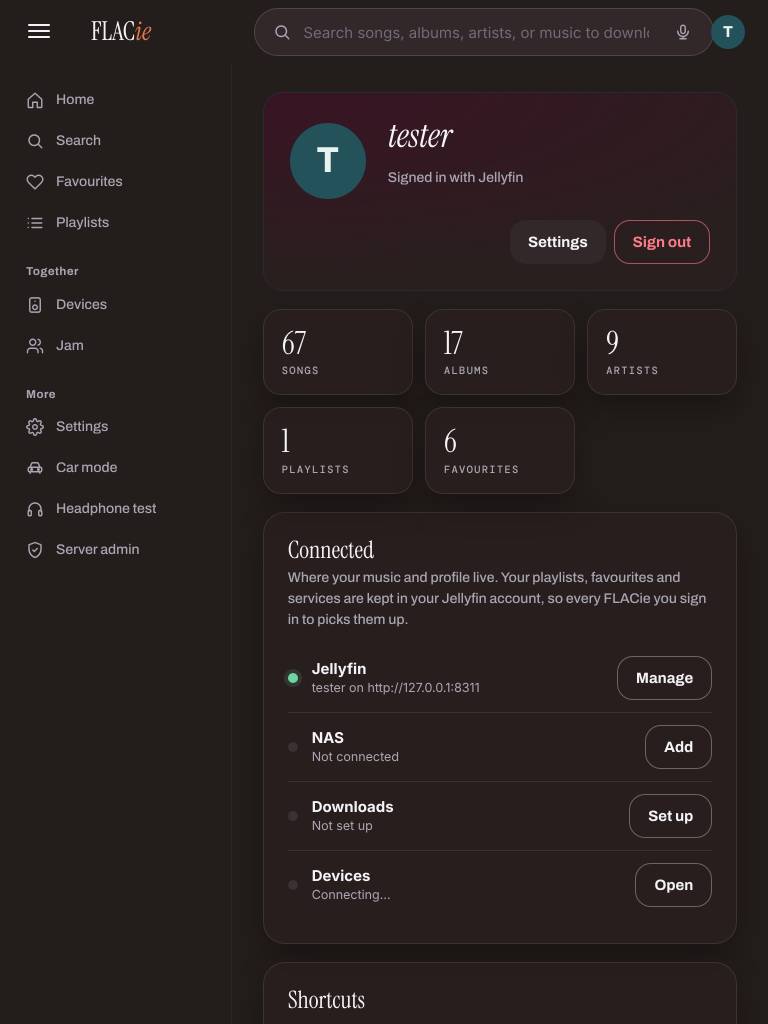 FLACie
Search songs, albums, artists, or music to downl
T
Home
Search
Favourites
Playlists
Together
Devices
Jam
More
Settings
Car mode
Headphone test
Server admin
T
tester
Signed in with Jellyfin
Settings
Sign out
67
SONGS
17
ALBUMS
9
ARTISTS
1
PLAYLISTS
6
FAVOURITES
Connected
Where your music and profile live. Your playlists, favourites and
services are kept in your Jellyfin account, so every FLACie you sign
in to picks them up.
Jellyfin
tester on http://127.0.0.1:8311
Manage
NAS
Not connected
Add
Downloads
Not set up
Set up
Devices
Connecting...
Open
Shortcuts